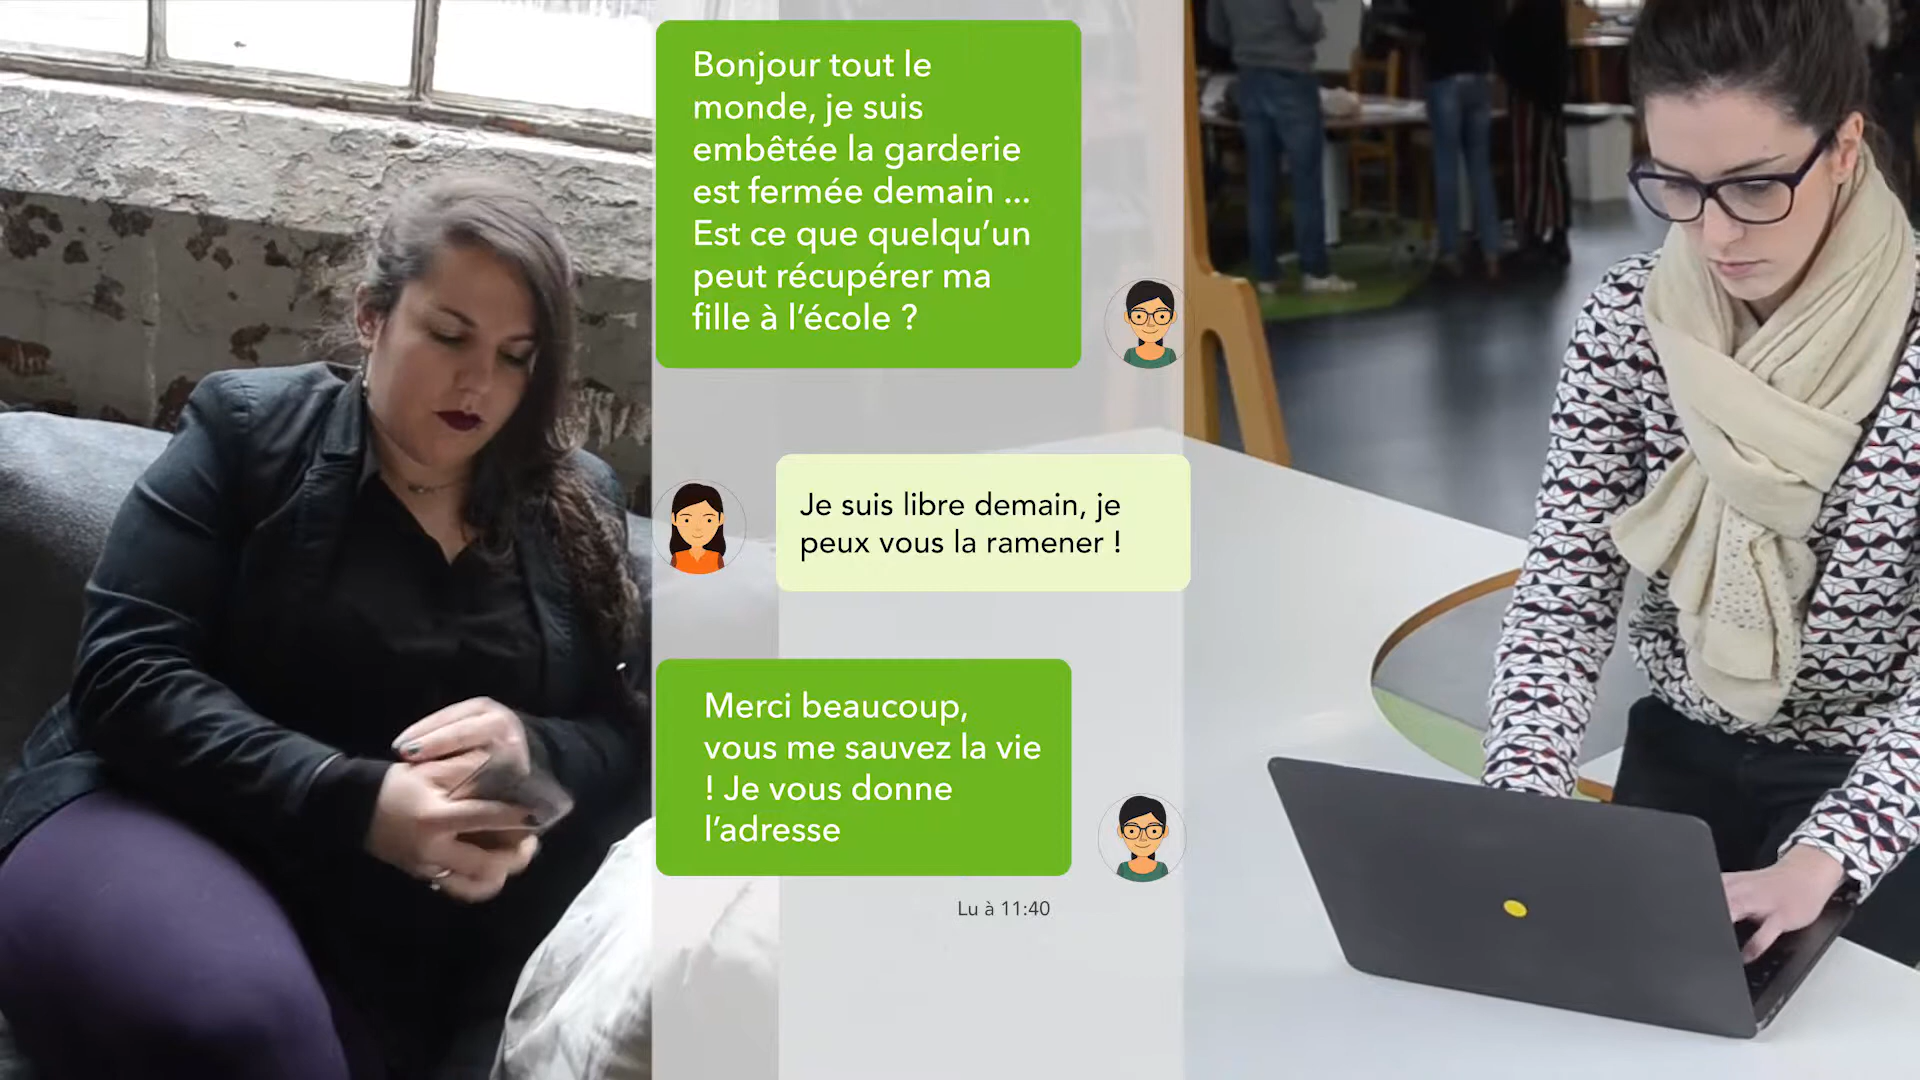 Bonjour tout le
monde, je suis
embêtée la garderie
est fermée demain ...
Est ce que quelqu’un
peut récupérer ma
fille à l’école ?
Je suis libre demain, je
peux vous la ramener !
Merci beaucoup,
vous me sauvez la vie
! Je vous donne
l’adresse
Lu à 11:40